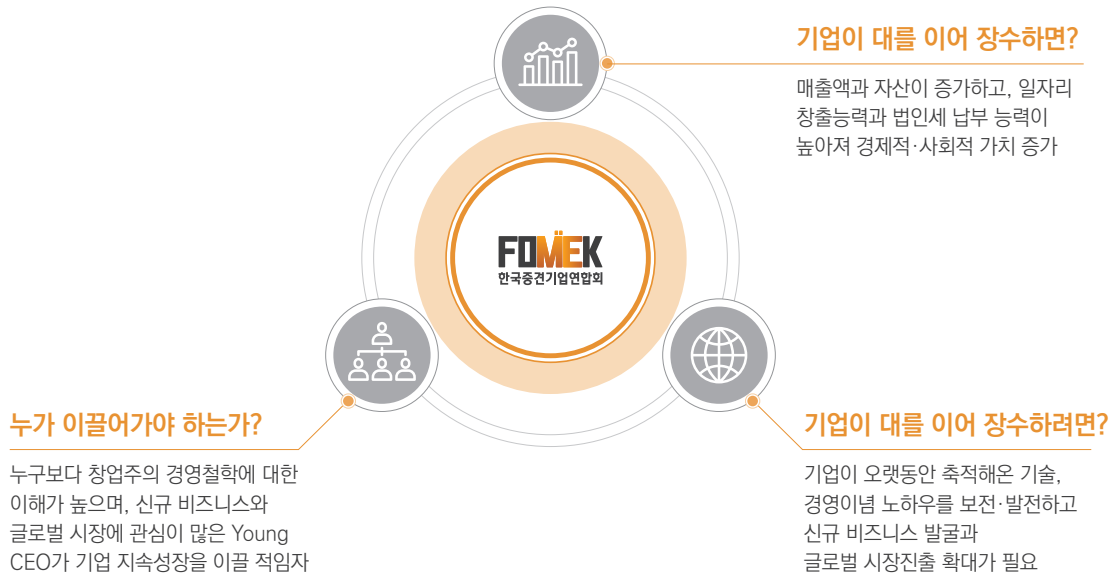 기업이 대를 이어 장수하면?
매출액과 자산이 증가하고, 일자리
창출능력과 법인세 납부 능력이
높아져 경제적·사회적 가치 증가
FOMEK
한국중견기업연합회
누가 이끌어가야 하는가?
누구보다 창업주의 경영철학에 대한
이해가 높으며, 신규 비즈니스와
글로벌 시장에 관심이 많은 Young
CEO가 기업 지속성장을 이끌 적임자
기업이 대를 이어 장수하려면?
기업이 오랫동안 축적해온 기술,
경영이념 노하우를 보전·발전하고
신규 비즈니스 발굴과
글로벌 시장진출 확대가 필요